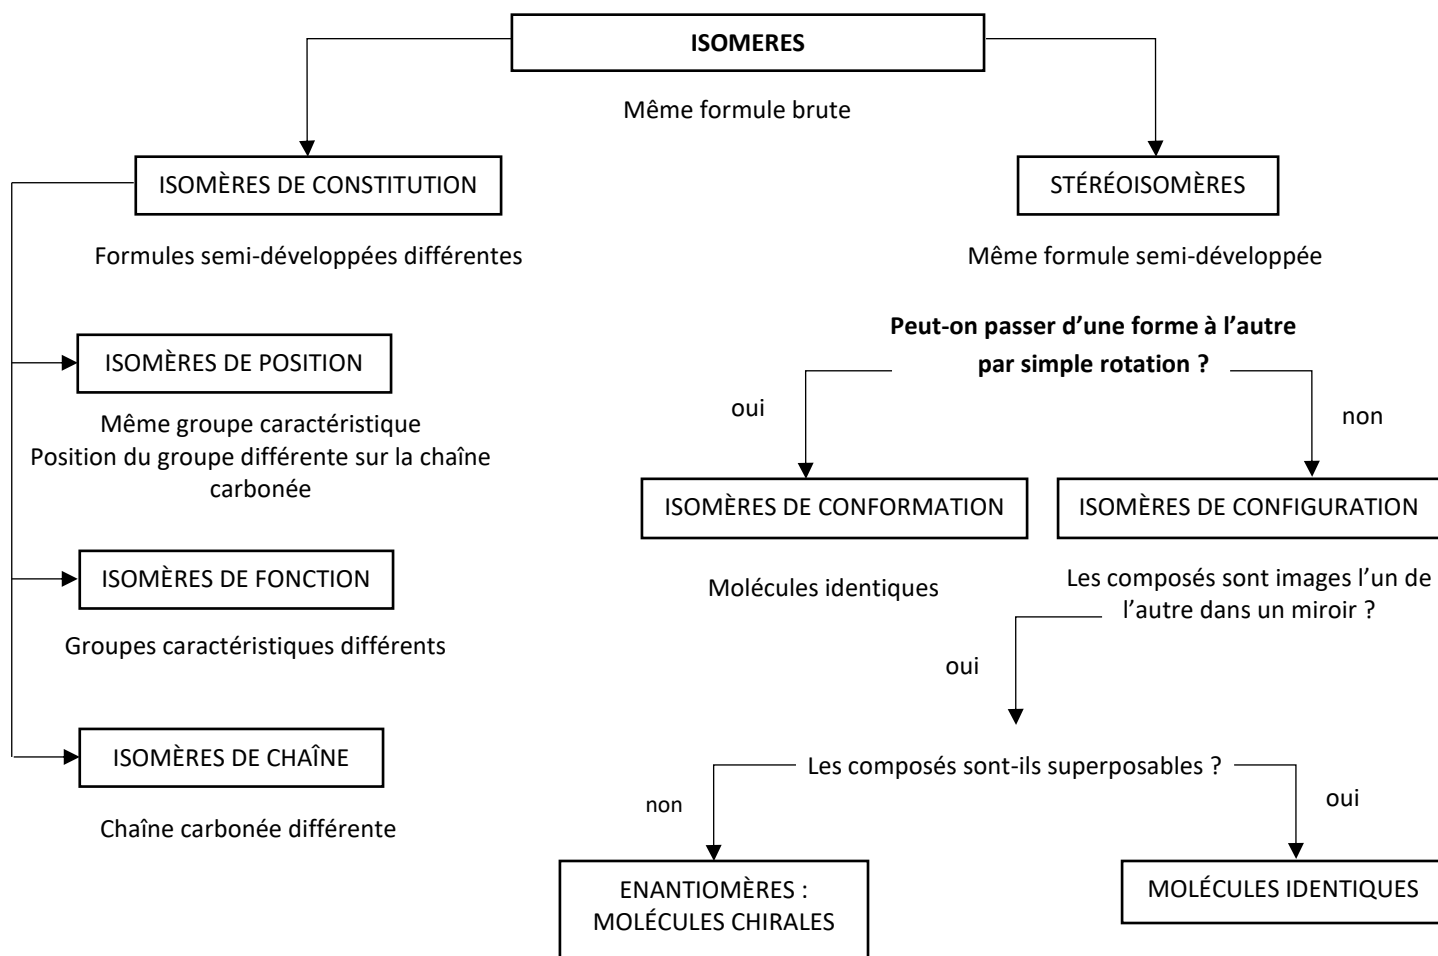 ISOMERES
Même formule brute
ISOMÈRES DE CONSTITUTION
Formules semi-développées différentes
ISOMÈRES DE POSITION
Même groupe caractéristique
Position du groupe différente sur la chaîne
carbonée
ISOMÈRES DE FONCTION
Groupes caractéristiques différents
ISOMÈRES DE CHAÎNE
Chaîne carbonée différente
STÉRÉOISOMÈRES
Même formule semi-développée
Peut-on passer d’une forme à l’autre
par simple rotation ?
oui
non
ISOMÈRES DE CONFORMATION
Molécules identiques
ISOMÈRES DE CONFIGURATION
Les composés sont images l’un de
l’autre dans un miroir ?
oui
Les composés sont-ils superposables ?
non
oui
ENANTIOMÈRES :
MOLÉCULES CHIRALES
MOLÉCULES IDENTIQUES